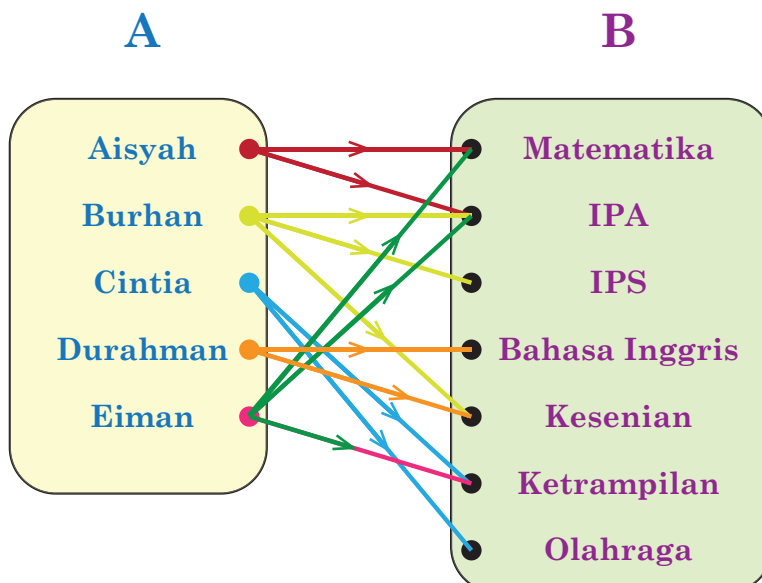 A
B
Aisyah
Burhan
Cintia
Durahman
Eiman
Matematika
IPA
IPS
Bahasa Inggris
Kesenian
Ketrampilan
Olahraga